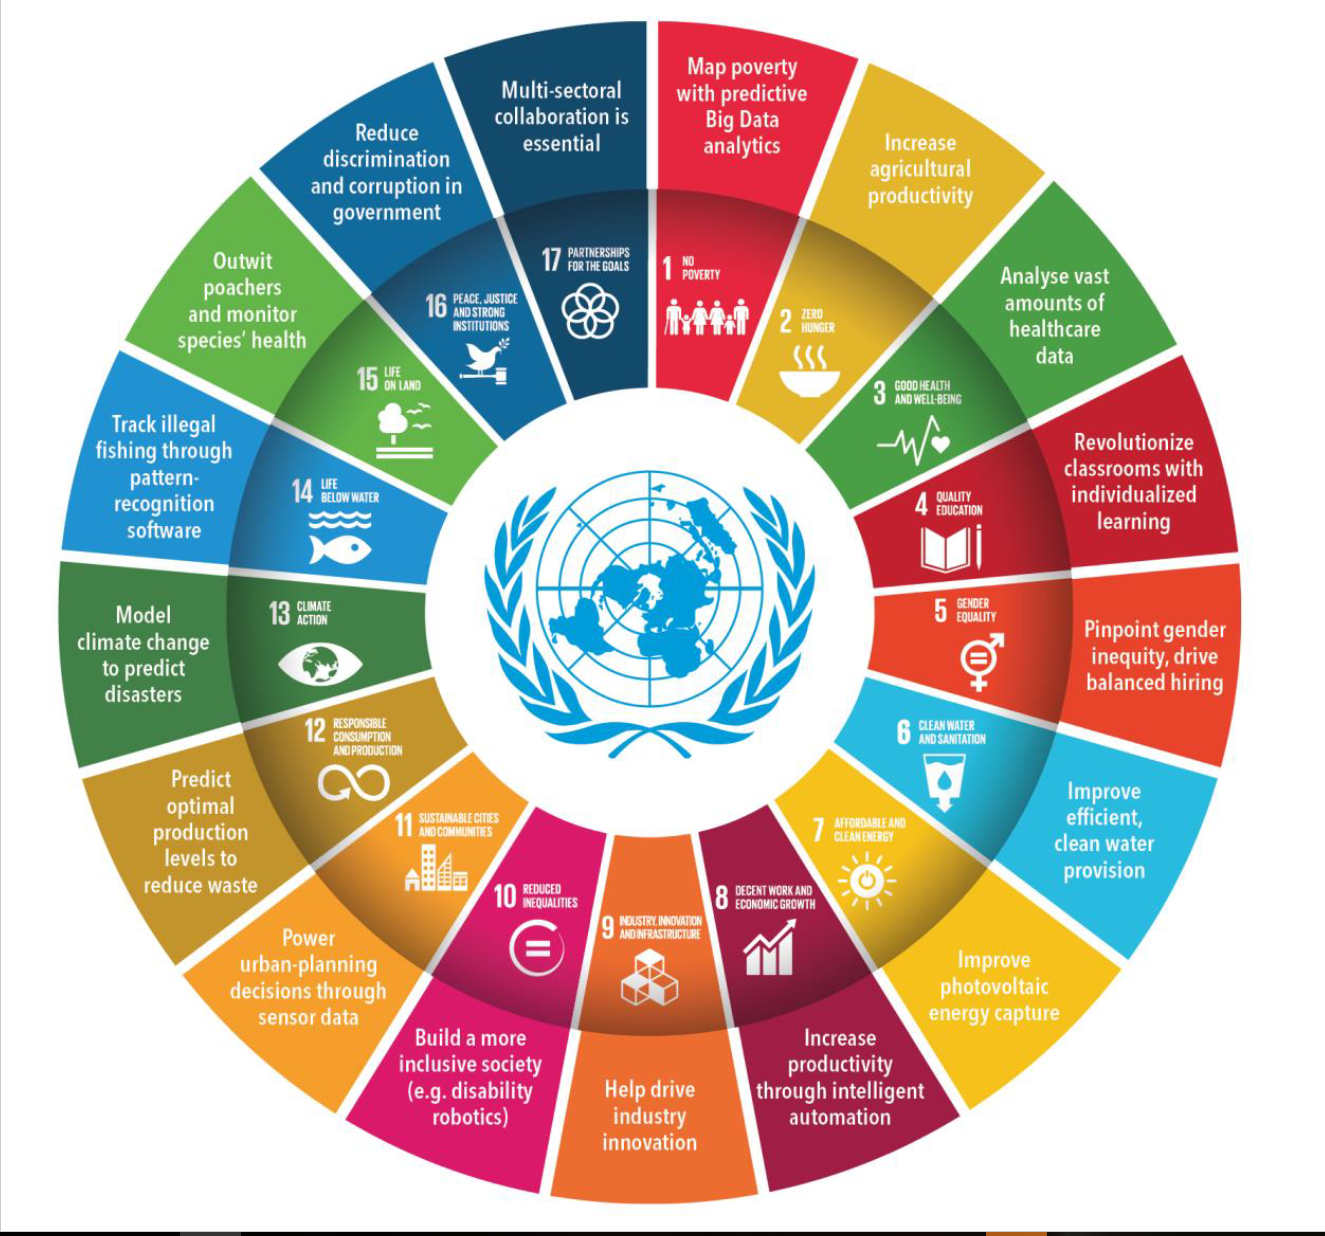 Map poverty
with predictive
Big Data
analytics
1 NO
POVERTY
Increase
agricultural
productivity
2 ZERO
HUNGER
Analyse vast
amounts of
healthcare
data
3 GOOD HEALTH
AND WELL-BEING
Revolutionize
classrooms with
individualized
learning
4 QUALITY
EDUCATION
Pinpoint gender
inequity, drive
balanced hiring
5 GENDER
EQUALITY
Improve
efficient,
clean water
provision
6 CLEAN WATER
AND SANITATION
Improve
photovoltaic
energy capture
7 AFFORDABLE AND
CLEAN ENERGY
Increase
productivity
through intelligent
automation
8 DECENT WORK AND
ECONOMIC GROWTH
Help drive
industry
innovation
9 INDUSTRY, INNOVATION
AND INFRASTRUCTURE
Build a more
inclusive society
(e.g. disability
robotics)
10 REDUCED
INEQUALITIES
Power
urban-planning
decisions through
sensor data
11 SUSTAINABLE CITIES
AND COMMUNITIES
Predict
optimal
production
levels to
reduce waste
12 RESPONSIBLE
CONSUMPTION
AND PRODUCTION
Model
climate change
to predict
disasters
13 CLIMATE
ACTION
Track illegal
fishing through
pattern-
recognition
software
14 LIFE
BELOW WATER
Outwit
poachers
and monitor
species’ health
15 LIFE
ON LAND
Reduce
discrimination
and corruption in
government
16 PEACE, JUSTICE
AND STRONG
INSTITUTIONS
Multi-sectoral
collaboration is
essential
17 PARTNERSHIPS
FOR THE GOALS